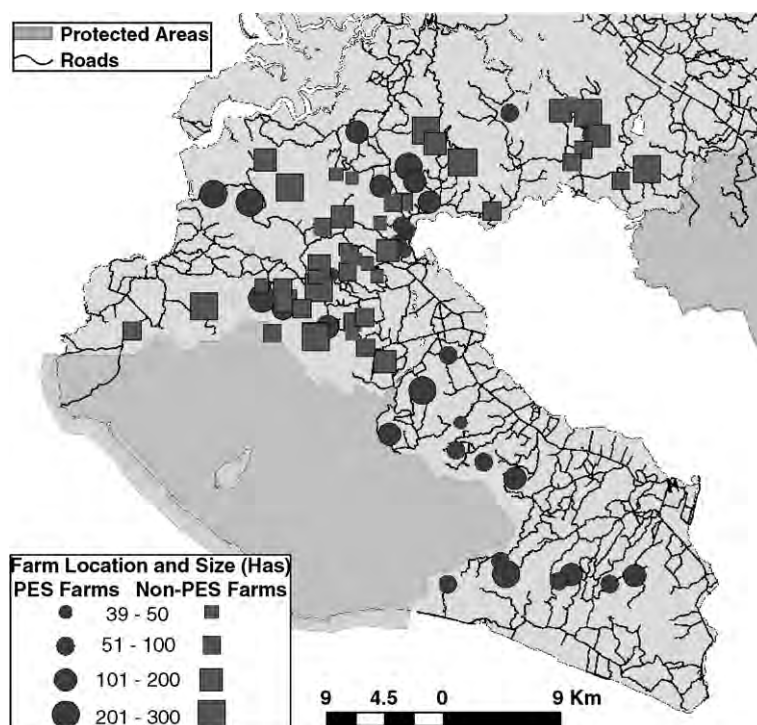 Protected Areas
Roads
Farm Location and Size (Has)
PES Farms Non-PES Farms
39 - 50
51 - 100
101 - 200
201 - 300
9 4.5 0 9 Km